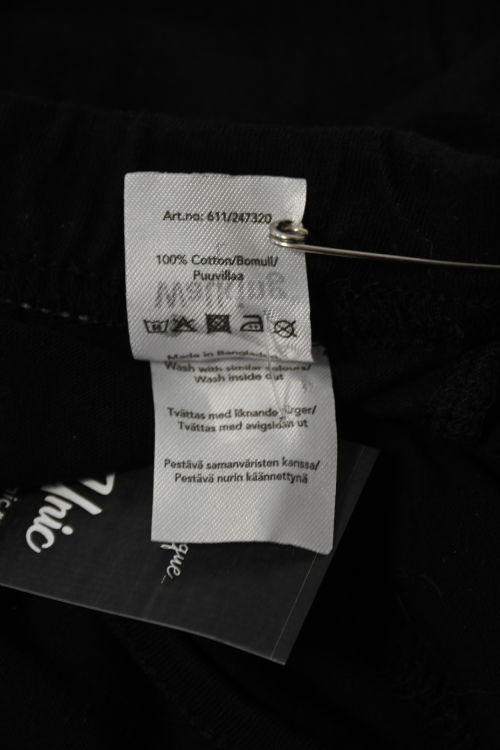 Art.no: 611/247320
100% Cotton/Bomull/
Puuvillaa
Made in Bangladesh
Wash with similar colours/
Wash inside out
Tvättas med liknande färger/
Tvättas med avigsidan ut
Pestävä samanväristen kanssa/
Pestävä nurin käännettynä